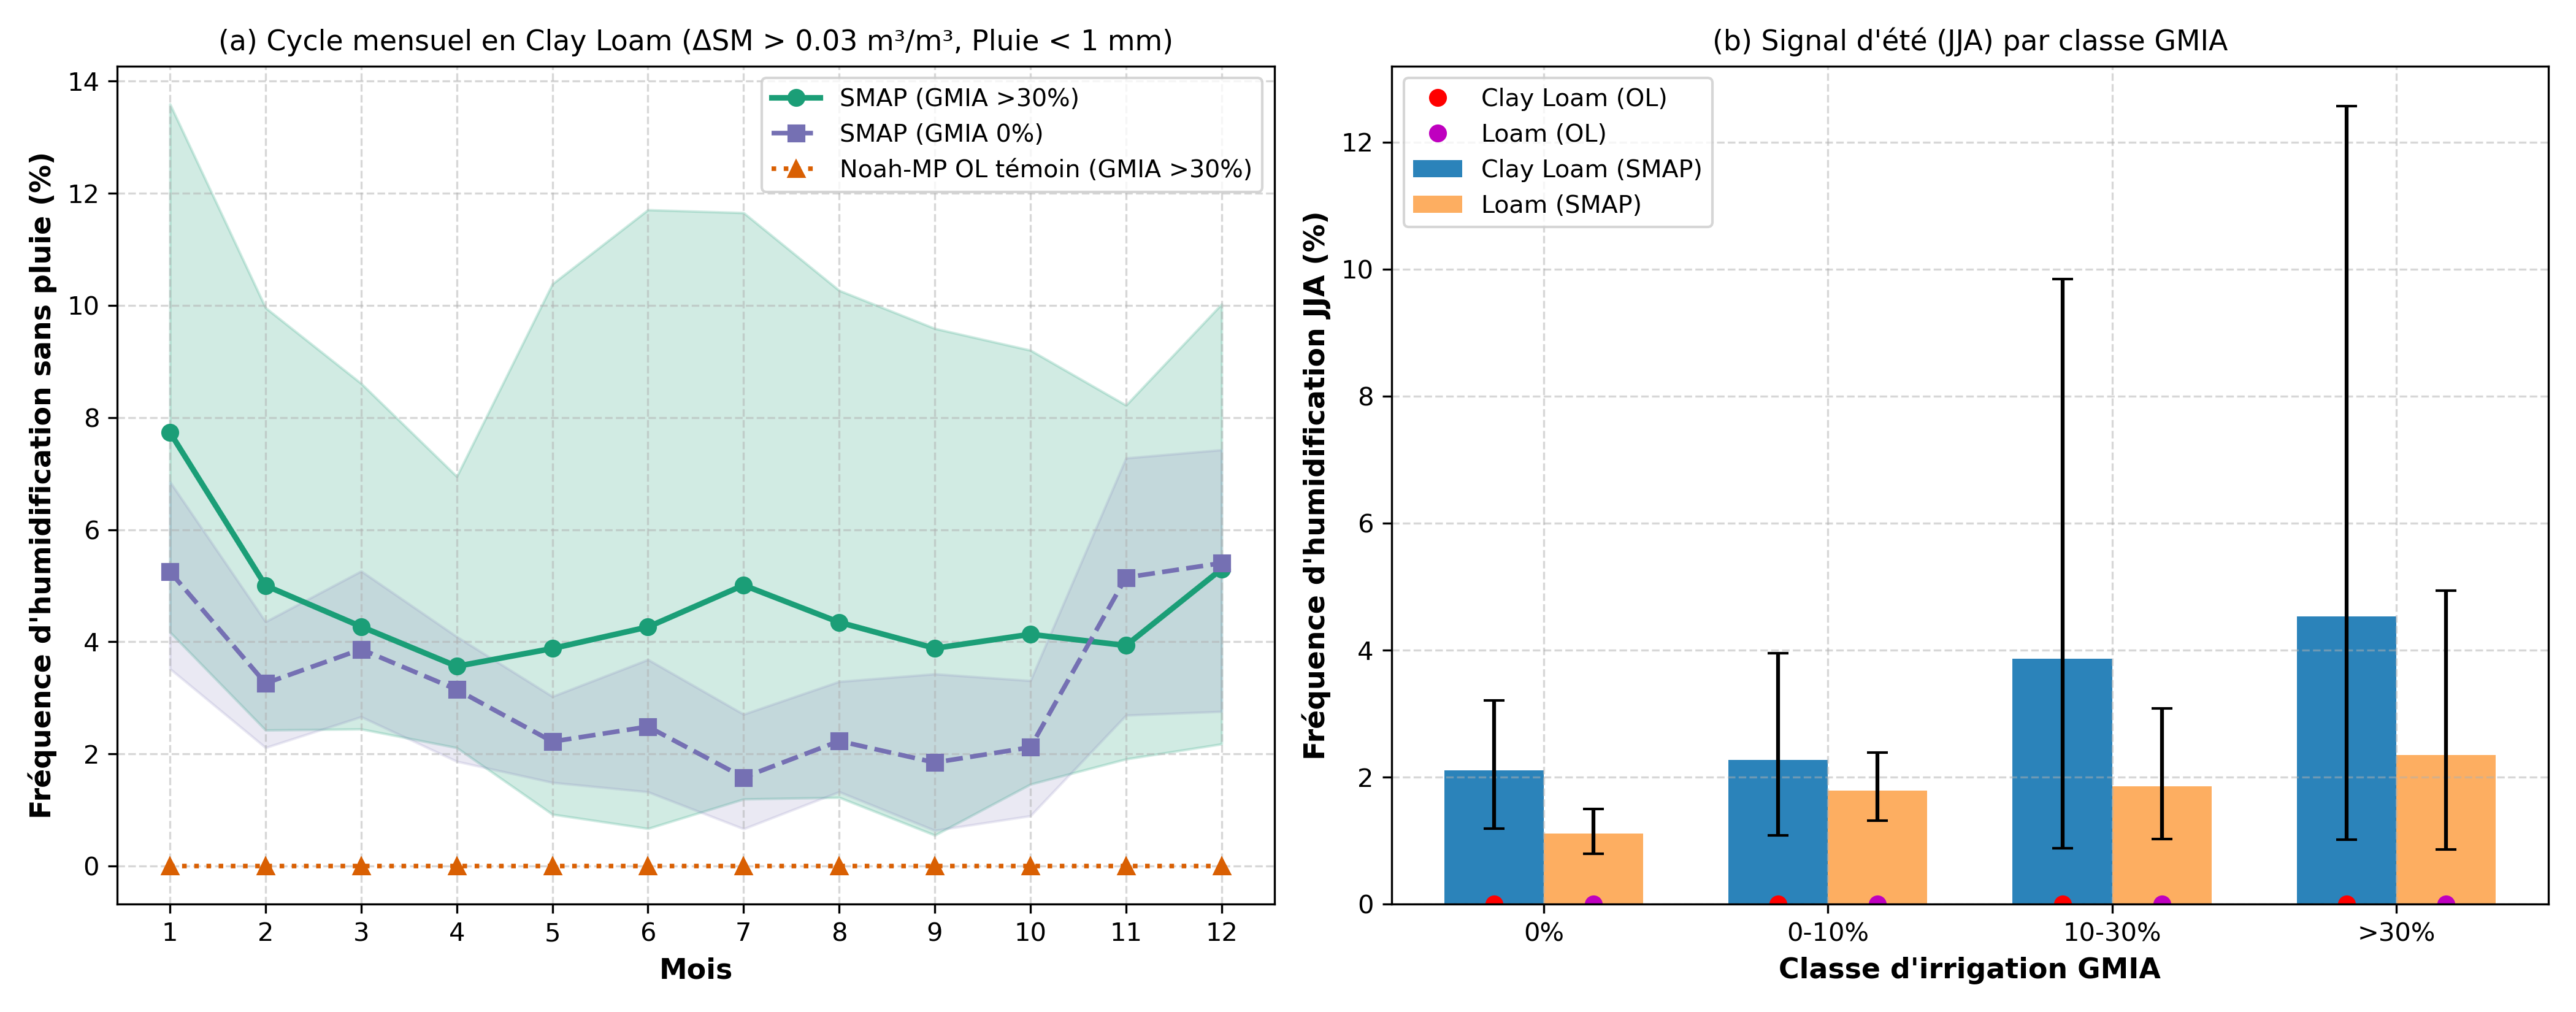 (a) Cycle mensuel en Clay Loam (ΔSM > 0.03 m³/m³, Pluie < 1 mm)
Fréquence d'humidification sans pluie (%)
14
12
10
8
6
4
2
0
SMAP (GMIA >30%)
SMAP (GMIA 0%)
Noah-MP OL témoin (GMIA >30%)
1 2 3 4 5 6 7 8 9 10 11 12
Mois
(b) Signal d'été (JJA) par classe GMIA
Fréquence d'humidification JJA (%)
12
10
8
6
4
2
0
Clay Loam (OL)
Loam (OL)
Clay Loam (SMAP)
Loam (SMAP)
0% 0-10% 10-30% >30%
Classe d'irrigation GMIA